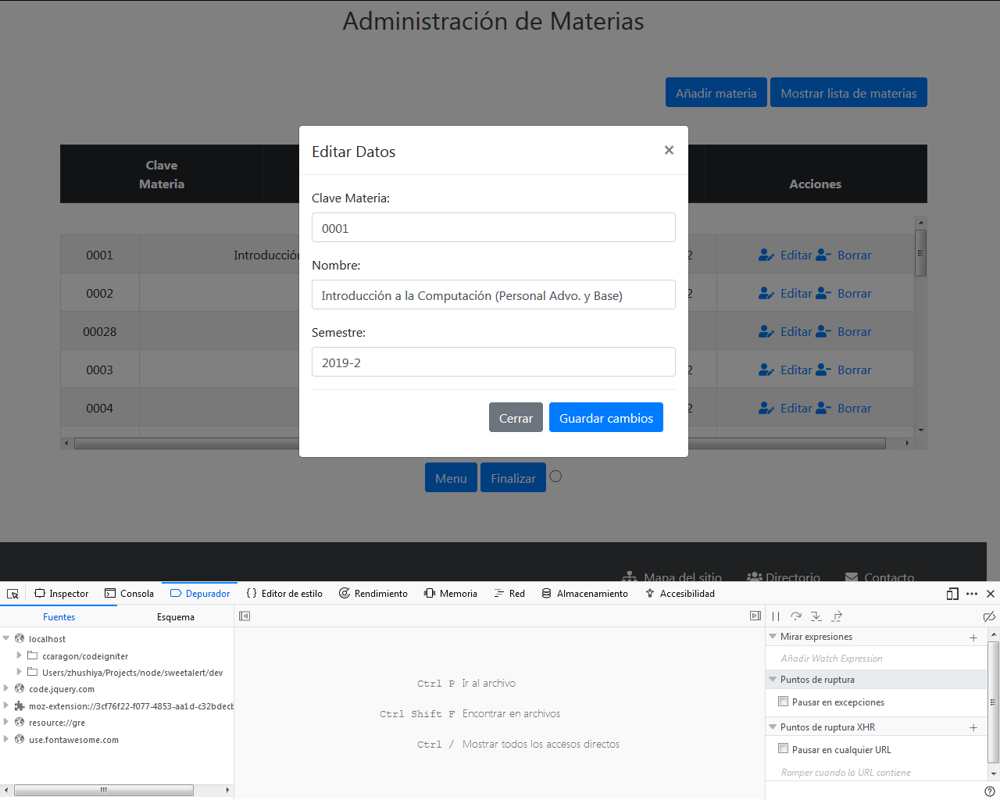 Administración de Materias
Añadir materia Mostrar lista de materias
Editar Datos ×
Clave
Materia
Acciones
Clave Materia:
0001
Nombre:
Introducción a la Computación (Personal Advo. y Base)
Semestre:
2019-2
Cerrar Guardar cambios
0001 Introducción 2 Editar Borrar
0002 2 Editar Borrar
00028 Editar Borrar
0003 2 Editar Borrar
0004 2 Editar Borrar
Menu Finalizar
Mapa del sitio Directorio Contacto
Inspector Consola Depurador Editor de estilo Rendimiento Memoria Red Almacenamiento Accesibilidad
Fuentes Esquema
localhost
ccaragon/codeigniter
Users/zhushiya/Projects/node/sweetalert/dev
code.jquery.com
moz-extension://3cf76f22-f077-4853-aa1d-c32bdecb
resource://gre
use.fontawesome.com
Ctrl P Ir al archivo
Ctrl Shift F Encontrar en archivos
Ctrl / Mostrar todos los accesos directos
Mirar expresiones
Añadir Watch Expression
Puntos de ruptura
Pausar en excepciones
Puntos de ruptura XHR
Pausar en cualquier URL
Romper cuando la URL contiene